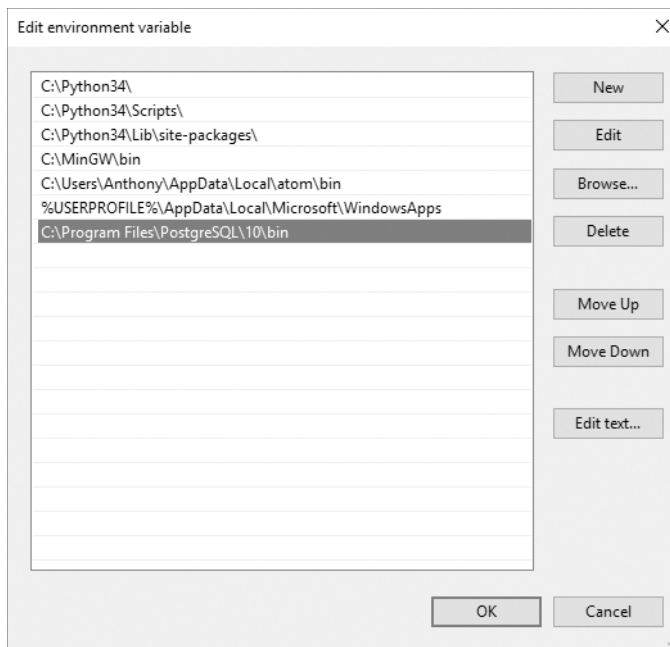 Edit environment variable
C:\Python34\
C:\Python34\Scripts\
C:\Python34\Lib\site-packages\
C:\MinGW\bin
C:\Users\Anthony\AppData\Local\atom\bin
%USERPROFILE%\AppData\Local\Microsoft\WindowsApps
C:\Program Files\PostgreSQL\10\bin
New
Edit
Browse...
Delete
Move Up
Move Down
Edit text...
OK
Cancel